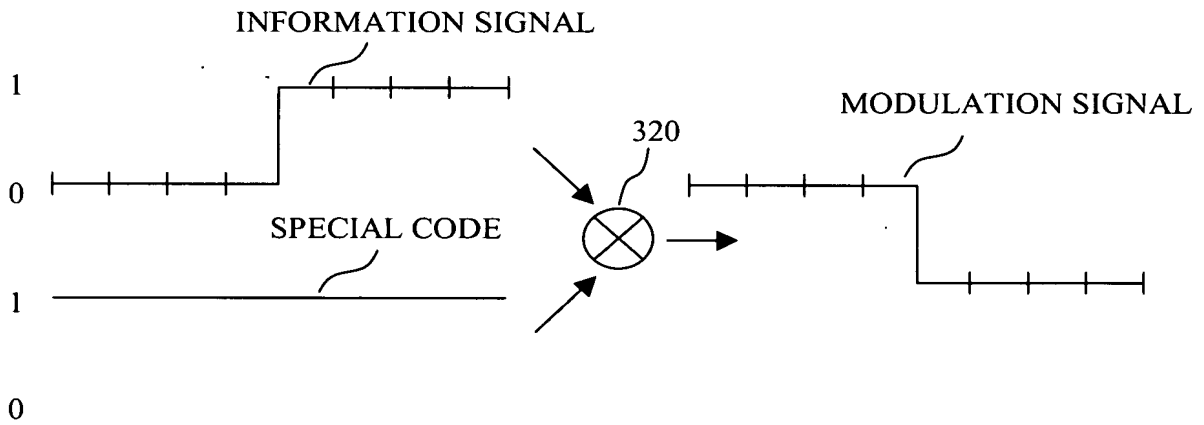 INFORMATION SIGNAL
1
MODULATION SIGNAL
320
0
SPECIAL CODE
1
0